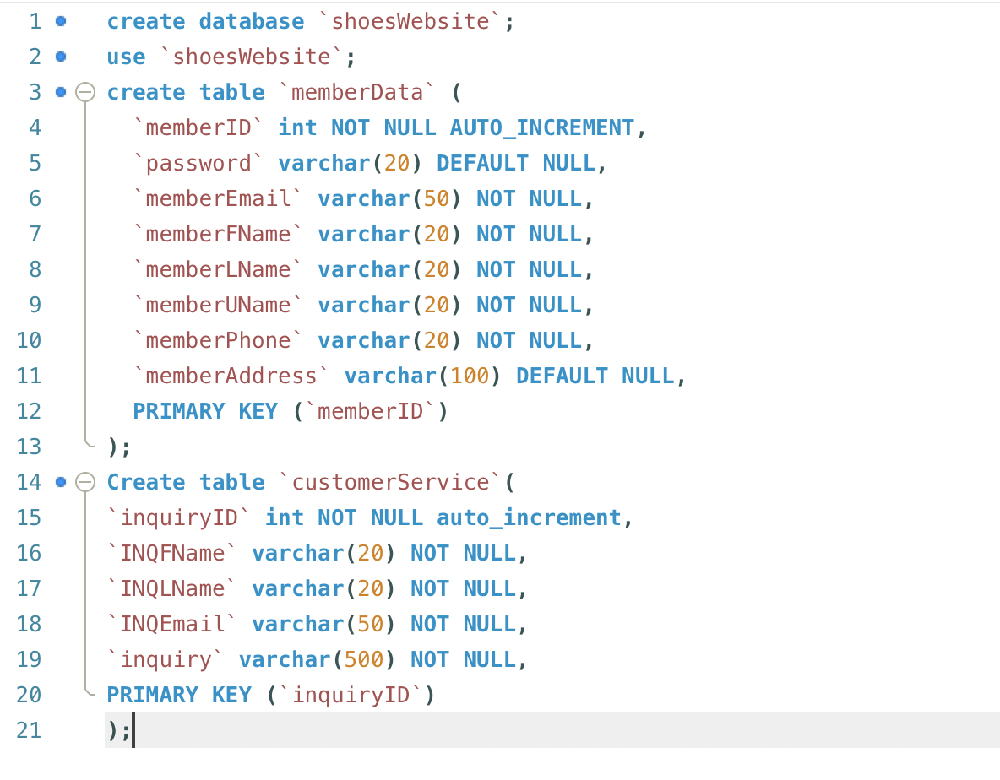 1 create database `shoesWebsite`;
2 use `shoesWebsite`;
3 create table `memberData` (
4 `memberID` int NOT NULL AUTO_INCREMENT,
5 `password` varchar(20) DEFAULT NULL,
6 `memberEmail` varchar(50) NOT NULL,
7 `memberFName` varchar(20) NOT NULL,
8 `memberLName` varchar(20) NOT NULL,
9 `memberUName` varchar(20) NOT NULL,
10 `memberPhone` varchar(20) NOT NULL,
11 `memberAddress` varchar(100) DEFAULT NULL,
12 PRIMARY KEY (`memberID`)
13 );
14 Create table `customerService`(
15 `inquiryID` int NOT NULL auto_increment,
16 `INQFName` varchar(20) NOT NULL,
17 `INQLName` varchar(20) NOT NULL,
18 `INQEmail` varchar(50) NOT NULL,
19 `inquiry` varchar(500) NOT NULL,
20 PRIMARY KEY (`inquiryID`)
21 );